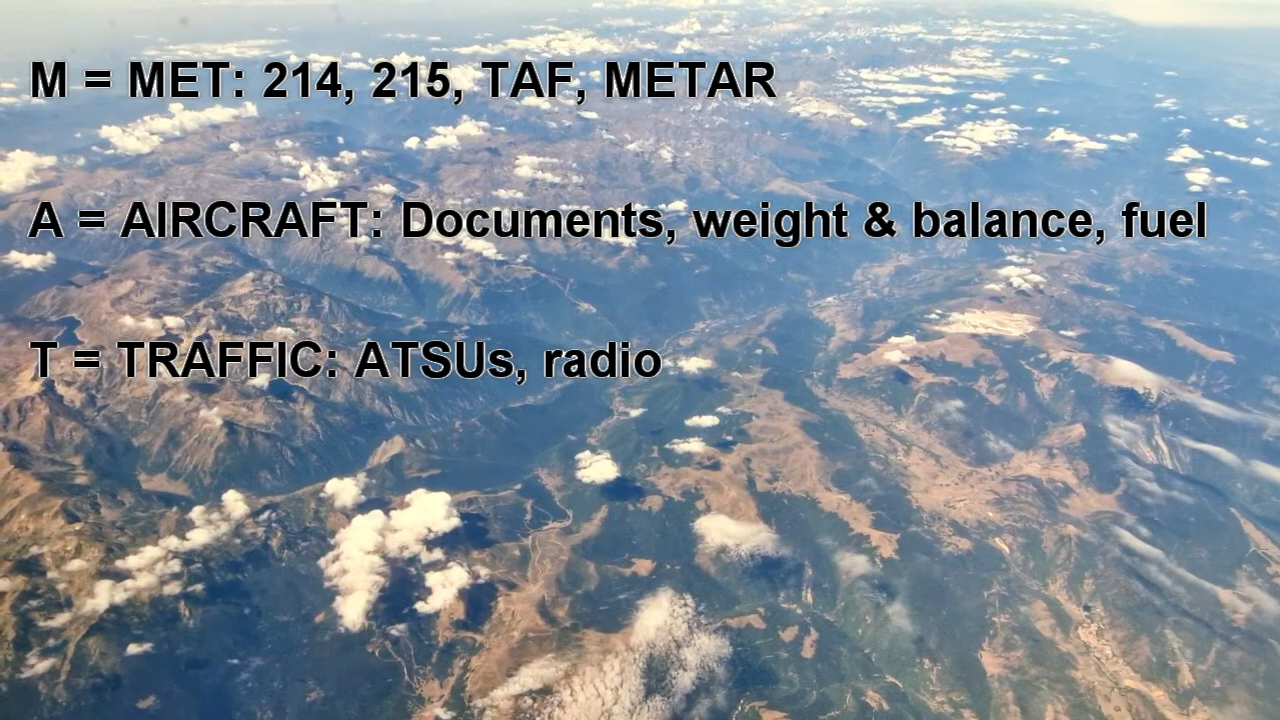 M = MET: 214, 215, TAF, METAR
A = AIRCRAFT: Documents, weight & balance, fuel
T = TRAFFIC: ATSUs, radio